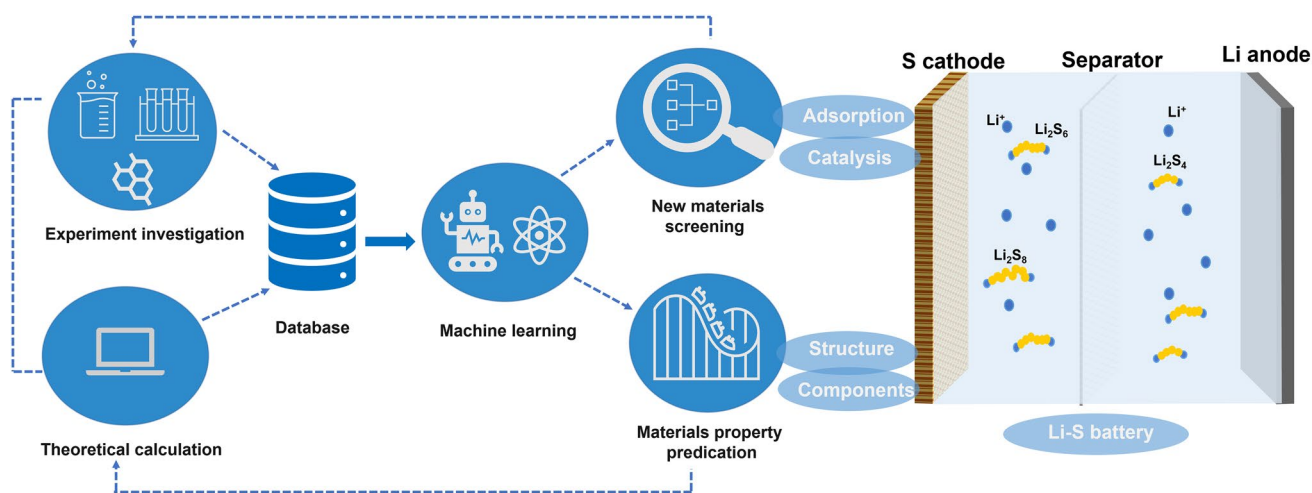 Experiment investigation
Theoretical calculation
Database
Machine learning
New materials
screening
Materials property
predication
Adsorption
Catalysis
Structure
Components
S cathode
Separator
Li anode
Li⁺
Li₂S₆
Li₂S₈
Li⁺
Li₂S₄
Li-S battery